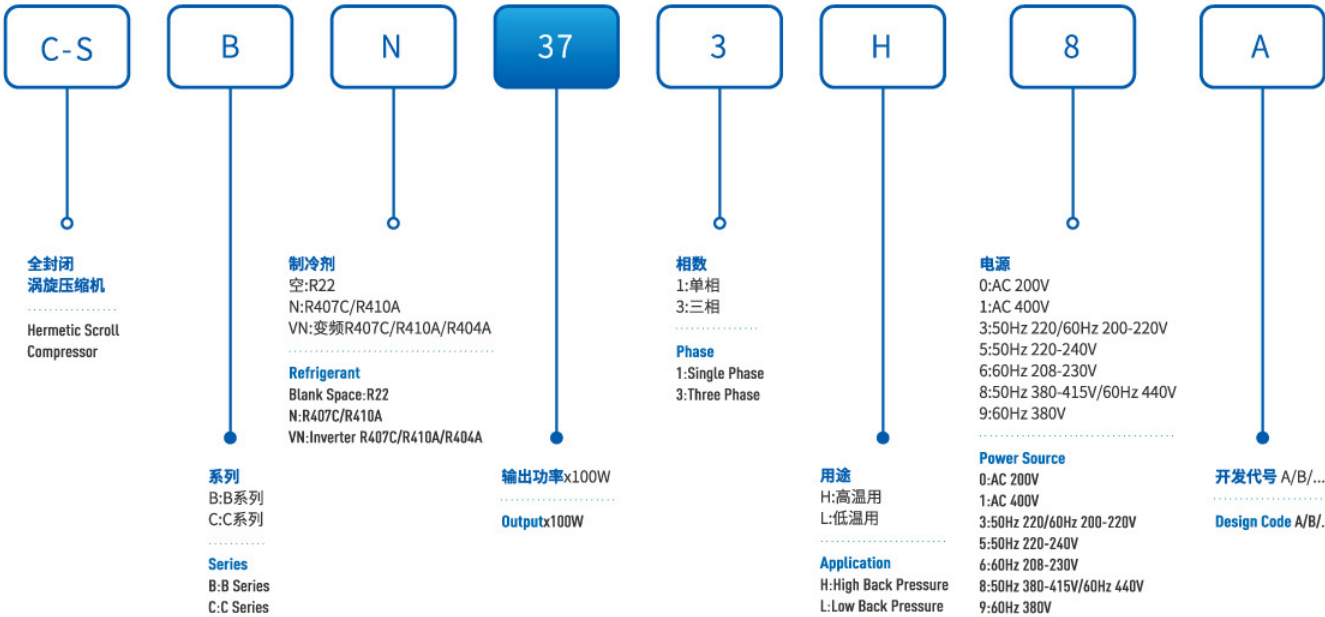 C-S
B
N
37
3
H
8
A
全封闭
涡旋压缩机
Hermetic Scroll
Compressor
系列
B:B系列
C:C系列
Series
B:B Series
C:C Series
制冷剂
空:R22
N:R407C/R410A
VN:变频R407C/R410A/R404A
Refrigerant
Blank Space:R22
N:R407C/R410A
VN:Inverter R407C/R410A/R404A
输出功率x100W
Outputx100W
相数
1:单相
3:三相
Phase
1:Single Phase
3:Three Phase
用途
H:高温用
L:低温用
Application
H:High Back Pressure
L:Low Back Pressure
电源
0:AC 200V
1:AC 400V
3:50Hz 220/60Hz 200-220V
5:50Hz 220-240V
6:60Hz 208-230V
8:50Hz 380-415V/60Hz 440V
9:60Hz 380V
Power Source
0:AC 200V
1:AC 400V
3:50Hz 220/60Hz 200-220V
5:50Hz 220-240V
6:60Hz 208-230V
8:50Hz 380-415V/60Hz 440V
9:60Hz 380V
开发代号 A/B/...
Design Code A/B/.